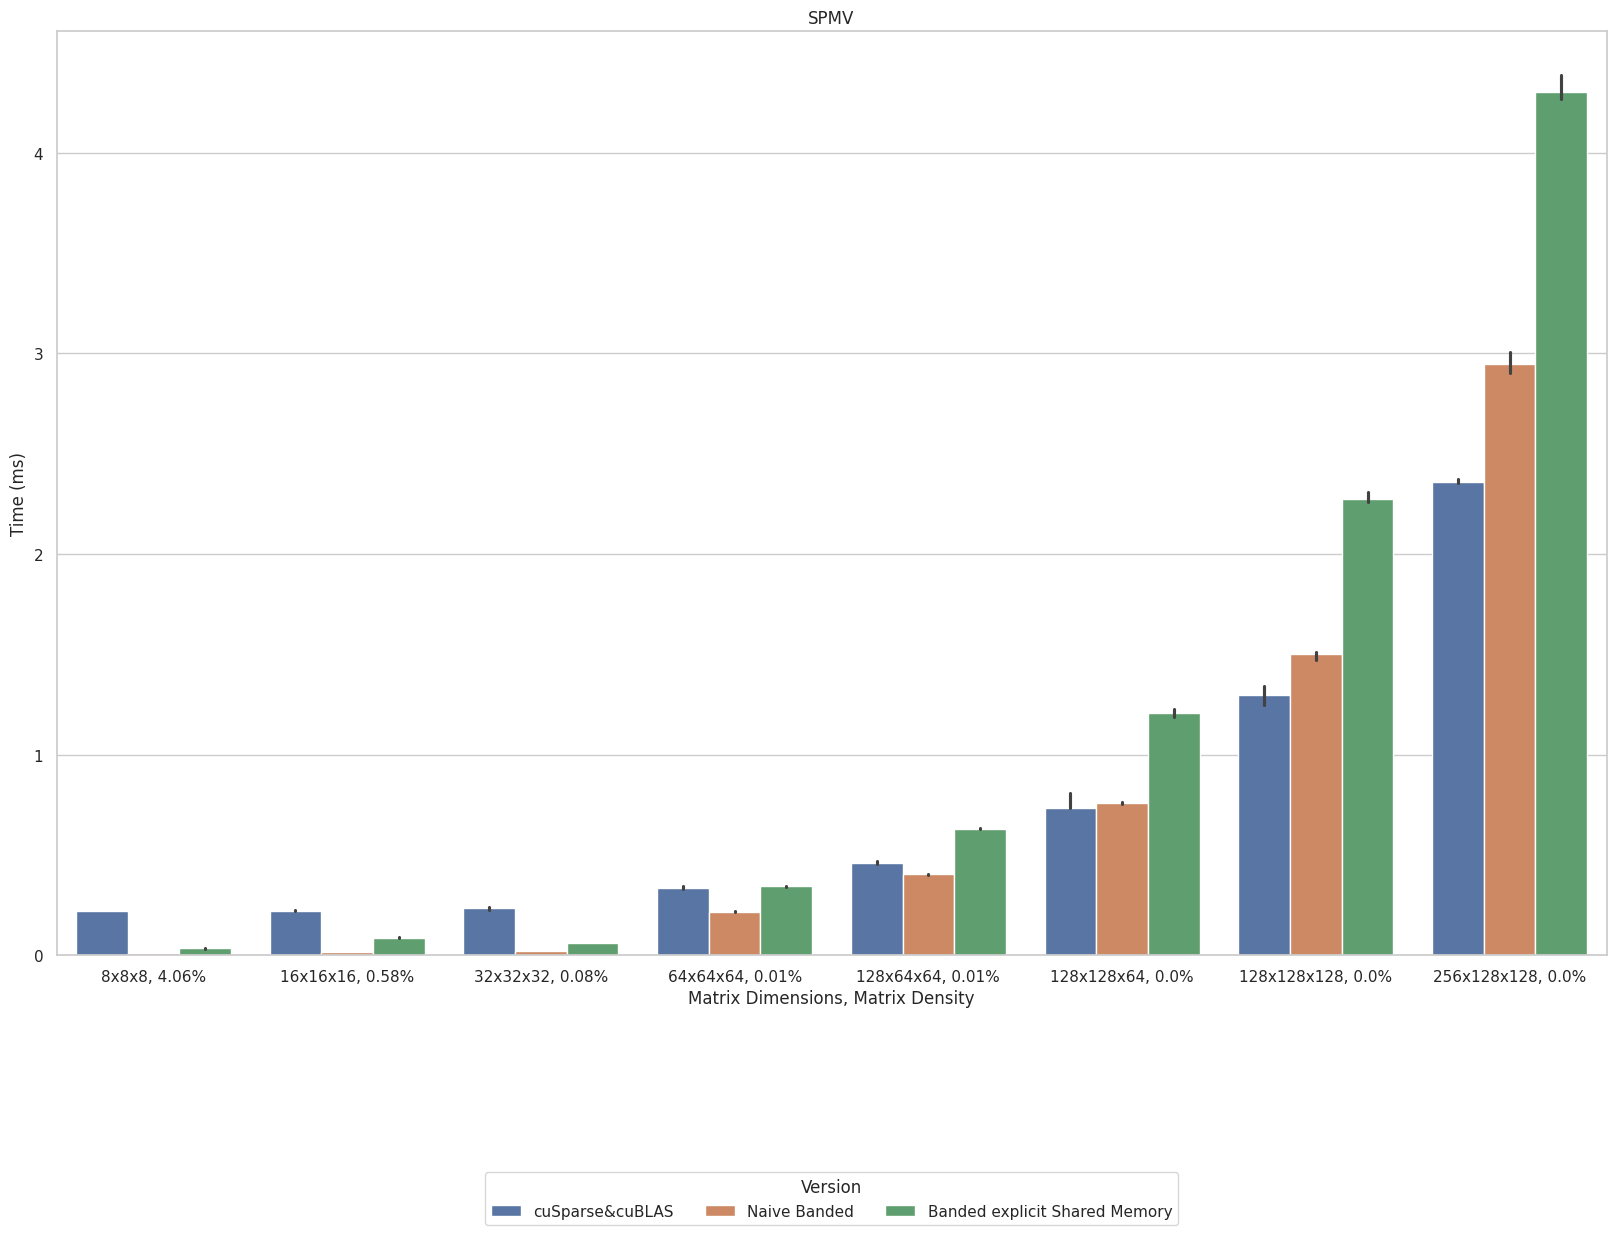 SPMV
Time (ms)
4
3
2
1
0
8x8x8, 4.06% 16x16x16, 0.58% 32x32x32, 0.08% 64x64x64, 0.01% 128x64x64, 0.01% 128x128x64, 0.0% 128x128x128, 0.0% 256x128x128, 0.0%
Matrix Dimensions, Matrix Density
Version
cuSparse&cuBLAS Naive Banded Banded explicit Shared Memory